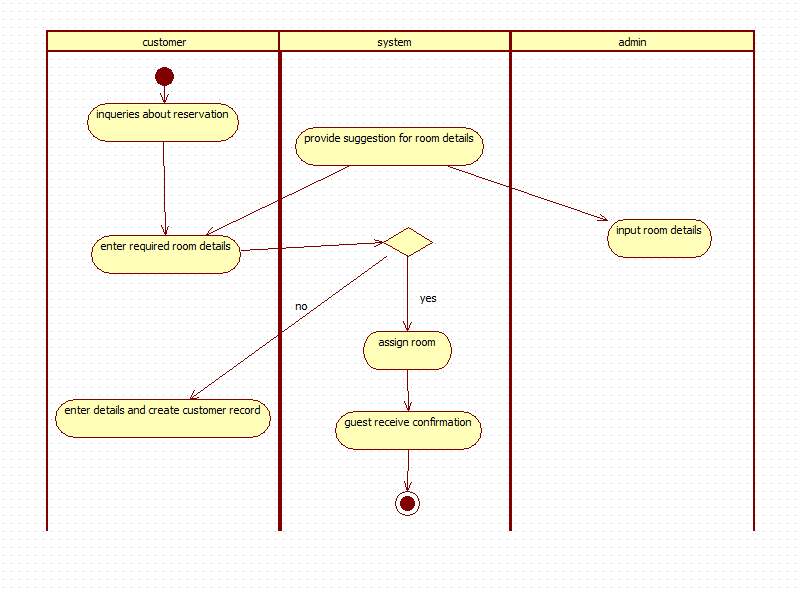 customer
system
admin
inqueries about reservation
provide suggestion for room details
input room details
enter required room details
no
yes
assign room
enter details and create customer record
guest receive confirmation